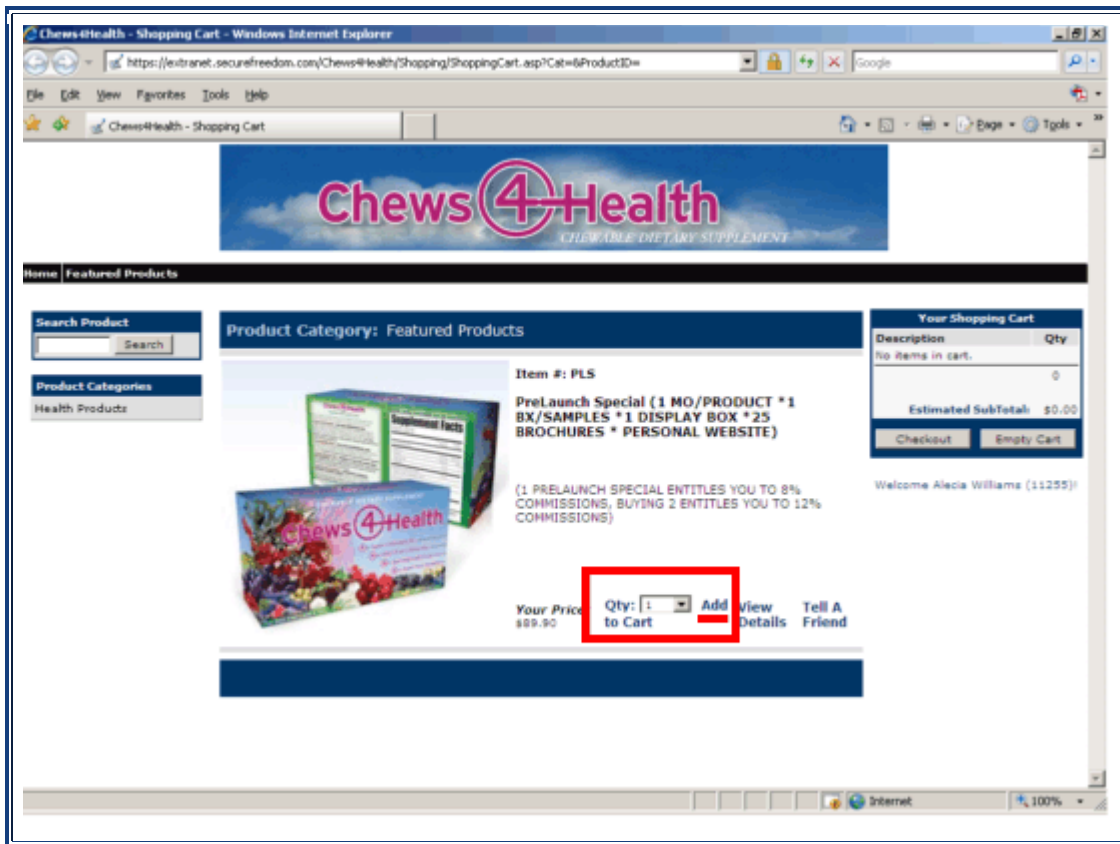 Chews4Health - Shopping Cart - Windows Internet Explorer
https://extranet.securefreedom.com/Chews4Health/Shopping/ShoppingCart.asp?Cat=6&ProductID=
Google
File Edit View Favorites Tools Help
Chews4Health - Shopping Cart
Page Tools
Chews4Health
CHEWABLE DIETARY SUPPLEMENT
Home Featured Products
Search Product
Search
Product Categories
Health Products
Product Category: Featured Products
Supplement Facts
Chews4Health
Item #: PLS
PreLaunch Special (1 MO/PRODUCT *1
BX/SAMPLES *1 DISPLAY BOX *25
BROCHURES * PERSONAL WEBSITE)
(1 PRELAUNCH SPECIAL ENTITLES YOU TO 8%
COMMISSIONS, BUYING 2 ENTITLES YOU TO 12%
COMMISSIONS)
Your Price
$89.90
Qty: 1 Add
to Cart
View
Details
Tell A
Friend
Your Shopping Cart
Description Qty
No items in cart.
0
Estimated SubTotal: $0.00
Checkout Empty Cart
Welcome Alecia Williams (11255)!
Internet 100%